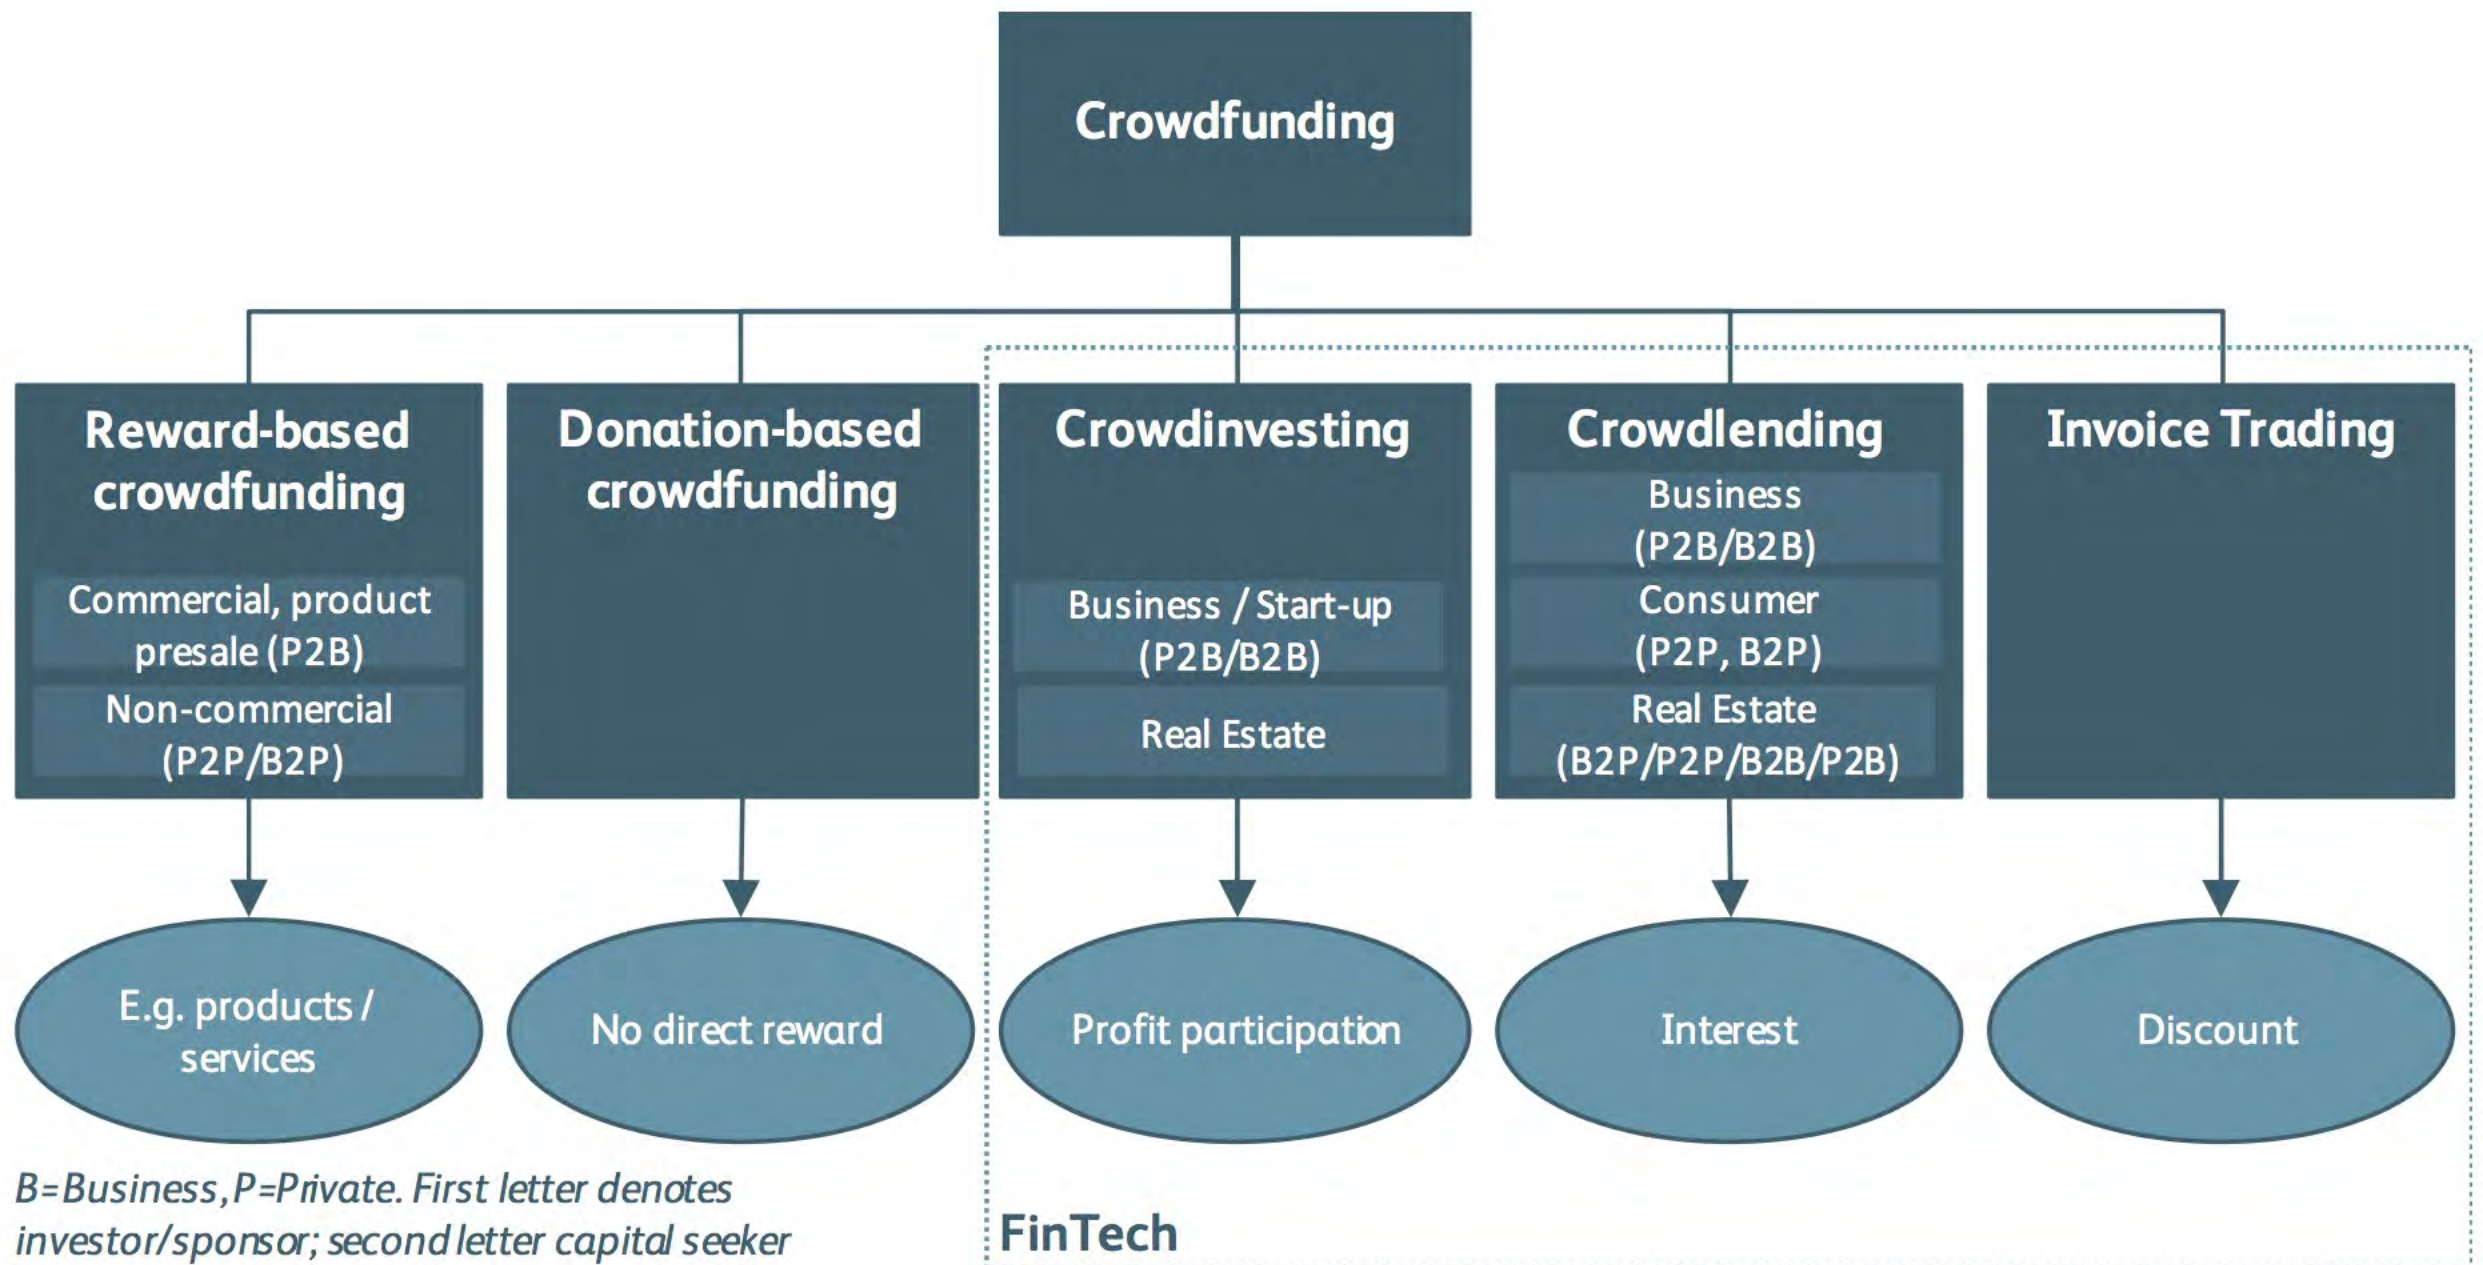 Crowdfunding
Reward-based
crowdfunding
Commercial, product
presale (P2B)
Non-commercial
(P2P/B2P)
Donation-based
crowdfunding
Crowdinvesting
Business / Start-up
(P2B/B2B)
Real Estate
Crowdlending
Business
(P2B/B2B)
Consumer
(P2P, B2P)
Real Estate
(B2P/P2P/B2B/P2B)
Invoice Trading
E.g. products /
services
No direct reward
Profit participation
Interest
Discount
B=Business, P=Private. First letter denotes
investor/sponsor; second letter capital seeker
FinTech